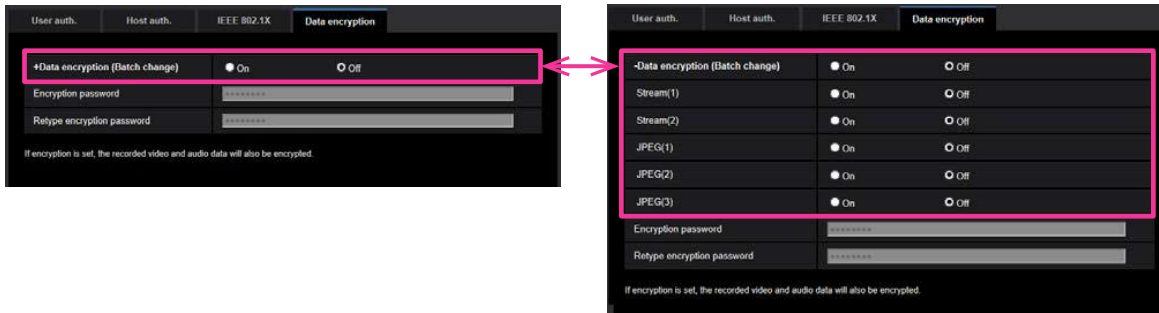 User auth. Host auth. IEEE 802.1X Data encryption
+Data encryption (Batch change) On Off
Encryption password ••••••••
Retype encryption password ••••••••
If encryption is set, the recorded video and audio data will also be encrypted.
User auth. Host auth. IEEE 802.1X Data encryption
-Data encryption (Batch change) On Off
Stream(1) On Off
Stream(2) On Off
JPEG(1) On Off
JPEG(2) On Off
JPEG(3) On Off
Encryption password ••••••••
Retype encryption password ••••••••
If encryption is set, the recorded video and audio data will also be encrypted.